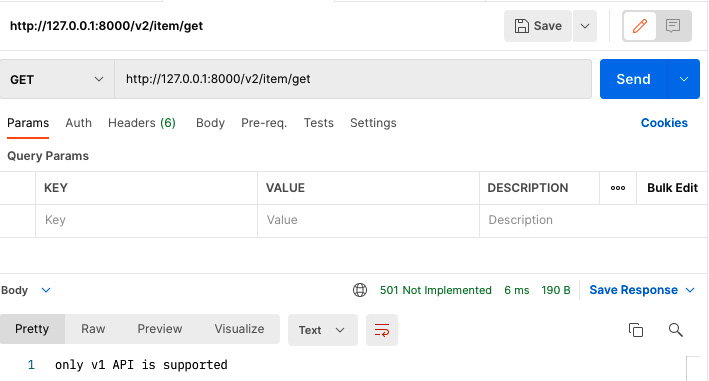 http://127.0.0.1:8000/v2/item/get Save
GET http://127.0.0.1:8000/v2/item/get Send
Params Auth Headers (6) Body Pre-req. Tests Settings Cookies
Query Params
KEY VALUE DESCRIPTION Bulk Edit
Key Value Description
Body 501 Not Implemented 6 ms 190 B Save Response
Pretty Raw Preview Visualize Text
1 only v1 API is supported